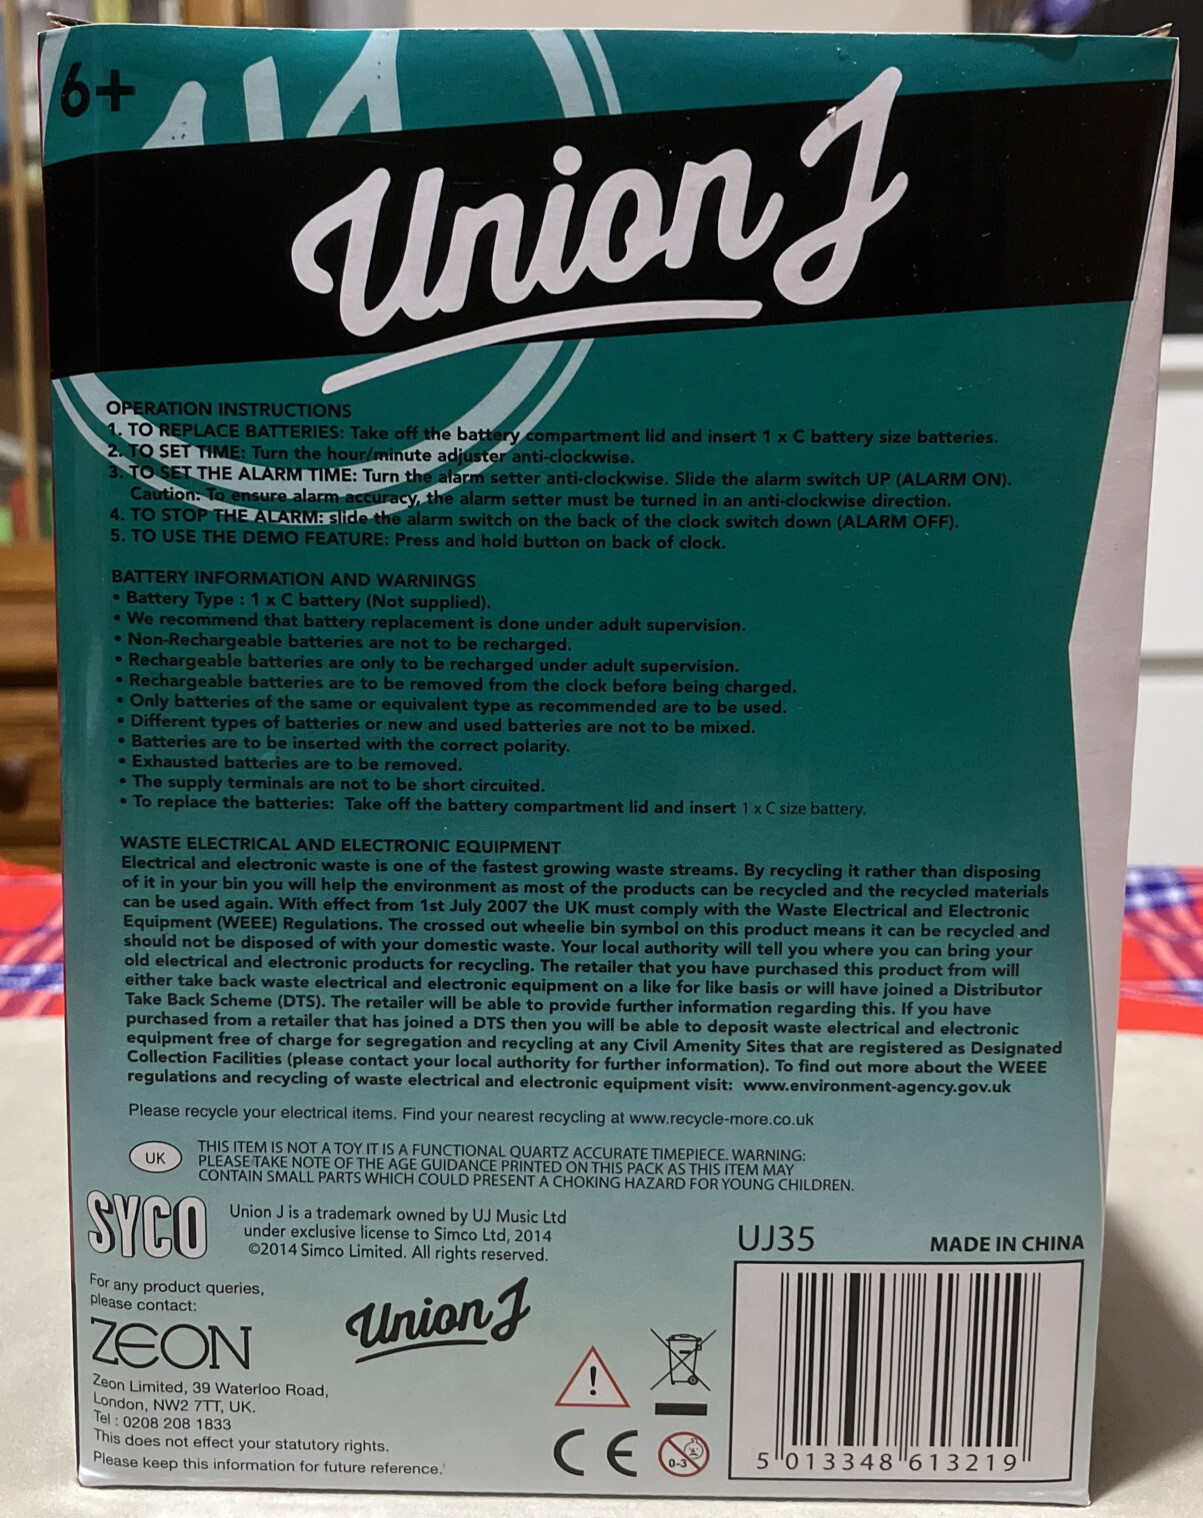 6+
Union J
OPERATION INSTRUCTIONS
1. TO REPLACE BATTERIES: Take off the battery compartment lid and insert 1 x C battery size batteries.
2. TO SET TIME: Turn the hour/minute adjuster anti-clockwise.
3. TO SET THE ALARM TIME: Turn the alarm setter anti-clockwise. Slide the alarm switch UP (ALARM ON).
Caution: To ensure alarm accuracy, the alarm setter must be turned in an anti-clockwise direction.
4. TO STOP THE ALARM: slide the alarm switch on the back of the clock switch down (ALARM OFF).
5. TO USE THE DEMO FEATURE: Press and hold button on back of clock.
BATTERY INFORMATION AND WARNINGS
• Battery Type : 1 x C battery (Not supplied).
• We recommend that battery replacement is done under adult supervision.
• Non-Rechargeable batteries are not to be recharged.
• Rechargeable batteries are only to be recharged under adult supervision.
• Rechargeable batteries are to be removed from the clock before being charged.
• Only batteries of the same or equivalent type as recommended are to be used.
• Different types of batteries or new and used batteries are not to be mixed.
• Batteries are to be inserted with the correct polarity.
• Exhausted batteries are to be removed.
• The supply terminals are not to be short circuited.
• To replace the batteries: Take off the battery compartment lid and insert 1 x C size battery.
WASTE ELECTRICAL AND ELECTRONIC EQUIPMENT
Electrical and electronic waste is one of the fastest growing waste streams. By recycling it rather than disposing
of it in your bin you will help the environment as most of the products can be recycled and the recycled materials
can be used again. With effect from 1st July 2007 the UK must comply with the Waste Electrical and Electronic
Equipment (WEEE) Regulations. The crossed out wheelie bin symbol on this product means it can be recycled and
should not be disposed of with your domestic waste. Your local authority will tell you where you can bring your
old electrical and electronic products for recycling. The retailer that you have purchased this product from will
either take back waste electrical and electronic equipment on a like for like basis or will have joined a Distributor
Take Back Scheme (DTS). The retailer will be able to provide further information regarding this. If you have
purchased from a retailer that has joined a DTS then you will be able to deposit waste electrical and electronic
equipment free of charge for segregation and recycling at any Civil Amenity Sites that are registered as Designated
Collection Facilities (please contact your local authority for further information). To find out more about the WEEE
regulations and recycling of waste electrical and electronic equipment visit: www.environment-agency.gov.uk
Please recycle your electrical items. Find your nearest recycling at www.recycle-more.co.uk
UK
THIS ITEM IS NOT A TOY IT IS A FUNCTIONAL QUARTZ ACCURATE TIMEPIECE. WARNING:
PLEASE TAKE NOTE OF THE AGE GUIDANCE PRINTED ON THIS PACK AS THIS ITEM MAY
CONTAIN SMALL PARTS WHICH COULD PRESENT A CHOKING HAZARD FOR YOUNG CHILDREN.
SYCO
Union J is a trademark owned by UJ Music Ltd
under exclusive license to Simco Ltd, 2014
©2014 Simco Limited. All rights reserved.
UJ35
MADE IN CHINA
For any product queries,
please contact:
ZEON
Union J
Zeon Limited, 39 Waterloo Road,
London, NW2 7TT, UK.
Tel : 0208 208 1833
This does not effect your statutory rights.
Please keep this information for future reference.
!
CE
0-3
5 013348 613219